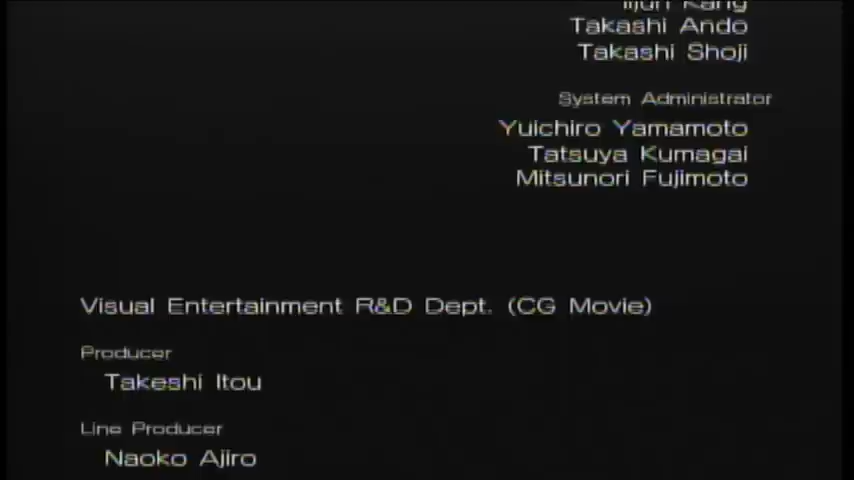 Takashi Ando
Takashi Shoji
System Administrator
Yuichiro Yamamoto
Tatsuya Kumagai
Mitsunori Fujimoto
Visual Entertainment R&D Dept. (CG Movie)
Producer
Takeshi Itou
Line Producer
Naoko Ajiro